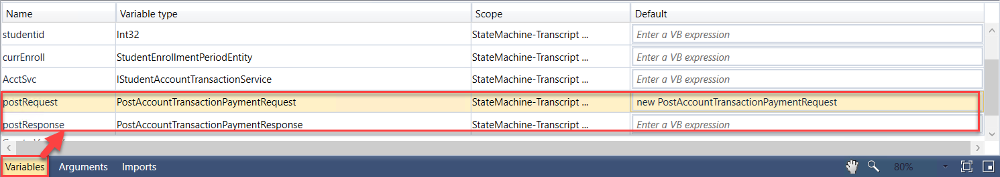 Name Variable type Scope Default
studentid Int32 StateMachine-Transcript ... Enter a VB expression
currEnroll StudentEnrollmentPeriodEntity StateMachine-Transcript ... Enter a VB expression
AcctSvc IStudentAccountTransactionService StateMachine-Transcript ... Enter a VB expression
postRequest PostAccountTransactionPaymentRequest StateMachine-Transcript ... new PostAccountTransactionPaymentRequest
postResponse PostAccountTransactionPaymentResponse StateMachine-Transcript ... Enter a VB expression
Variables Arguments Imports 80%